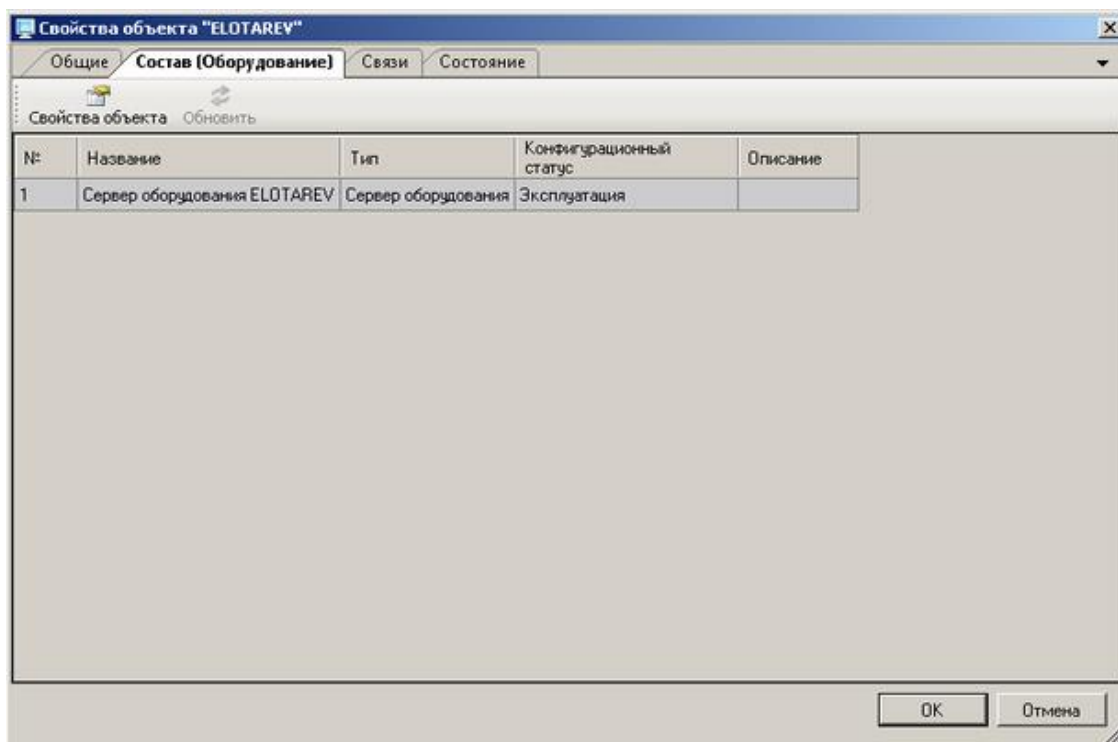 Свойства объекта "ELOTAREV"
Общие Состав (Оборудование) Связи Состояние
Свойства объекта Обновить
№ Название Тип Конфигурационный статус Описание
1 Сервер оборудования ELOTAREV Сервер оборудования Эксплуатация
OK Отмена